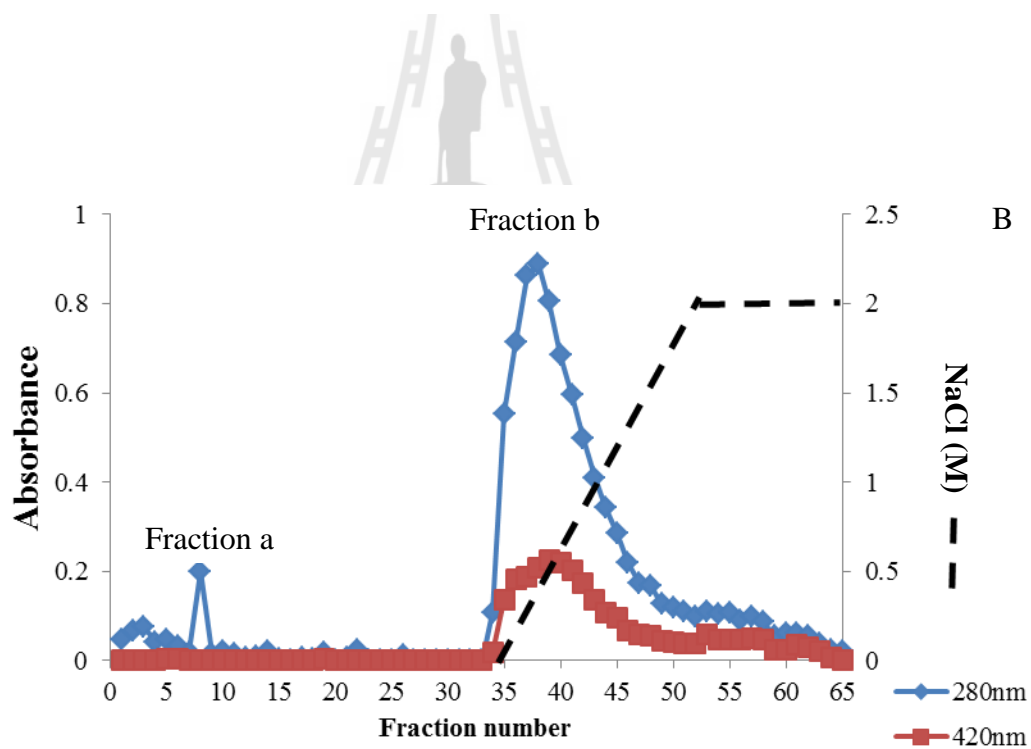 Fraction b
B
1
0.8
0.6
0.4
0.2
0
2.5
2
1.5
1
0.5
0
Absorbance
Fraction a
NaCl (M)
0 5 10 15 20 25 30 35 40 45 50 55 60 65
Fraction number
280nm
420nm